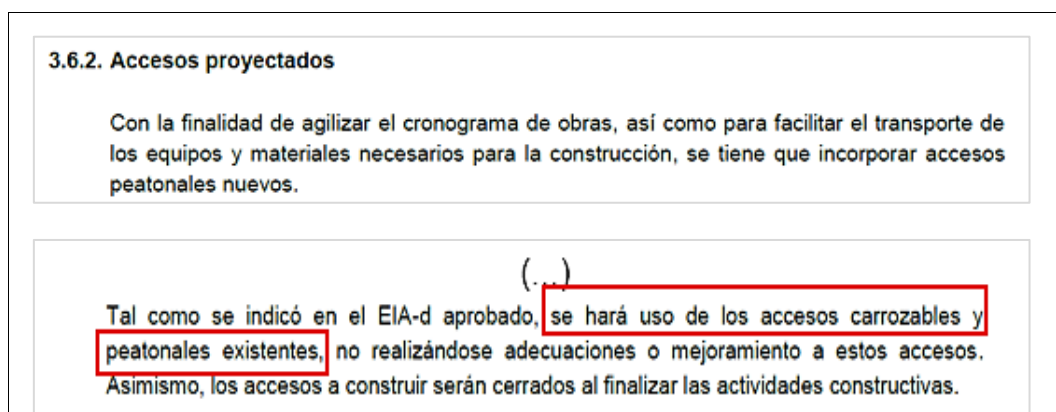 3.6.2. Accesos proyectados
Con la finalidad de agilizar el cronograma de obras, así como para facilitar el transporte de
los equipos y materiales necesarios para la construcción, se tiene que incorporar accesos
peatonales nuevos.
(...)
Tal como se indicó en el EIA-d aprobado, se hará uso de los accesos carrozables y
peatonales existentes, no realizándose adecuaciones o mejoramiento a estos accesos.
Asimismo, los accesos a construir serán cerrados al finalizar las actividades constructivas.